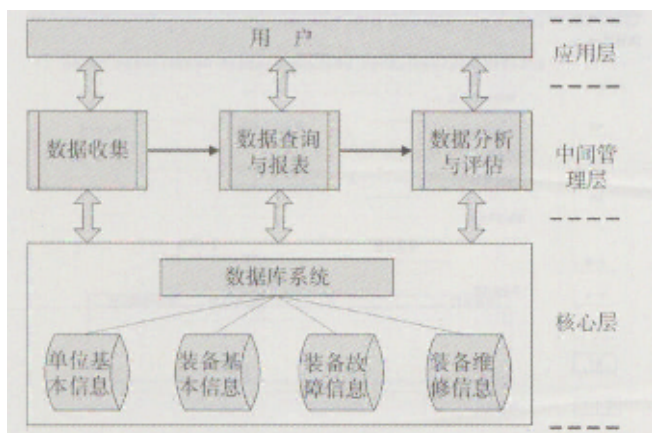 用 户
应用层
数据收集
数据查询
与报表
数据分析
与评估
中间管
理层
数据库系统
单位基
本信息
装备基
本信息
装备故
障信息
装备维
修信息
核心层